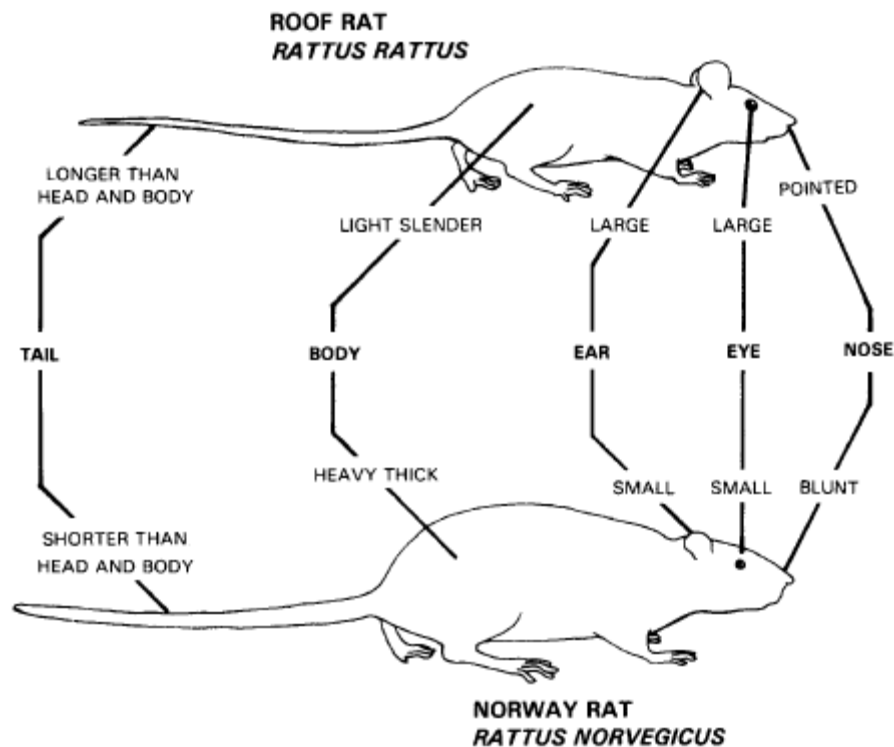 ROOF RAT
RATTUS RATTUS
LONGER THAN
HEAD AND BODY
LIGHT SLENDER
LARGE
LARGE
POINTED
TAIL
BODY
EAR
EYE
NOSE
HEAVY THICK
SMALL
SMALL
BLUNT
SHORTER THAN
HEAD AND BODY
NORWAY RAT
RATTUS NORVEGICUS